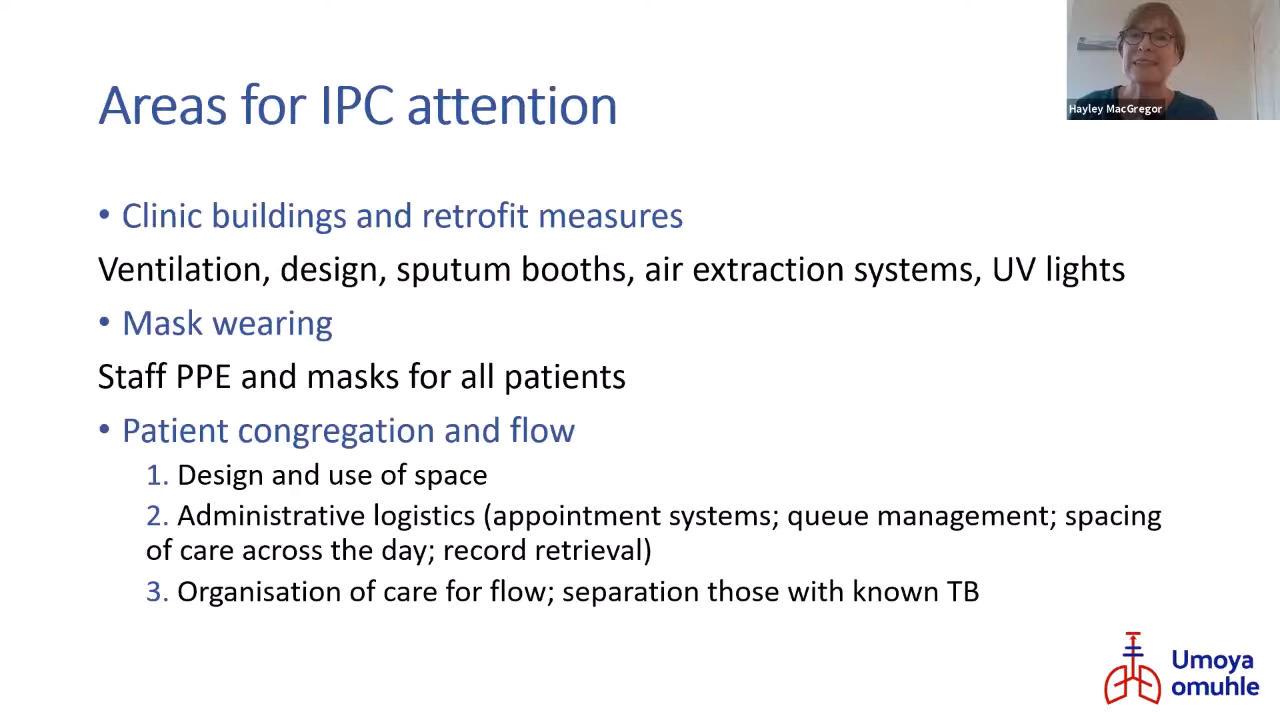 Areas for IPC attention
Hayley MacGregor
• Clinic buildings and retrofit measures
Ventilation, design, sputum booths, air extraction systems, UV lights
• Mask wearing
Staff PPE and masks for all patients
• Patient congregation and flow
1. Design and use of space
2. Administrative logistics (appointment systems; queue management; spacing
of care across the day; record retrieval)
3. Organisation of care for flow; separation those with known TB
Umoya
omuhle